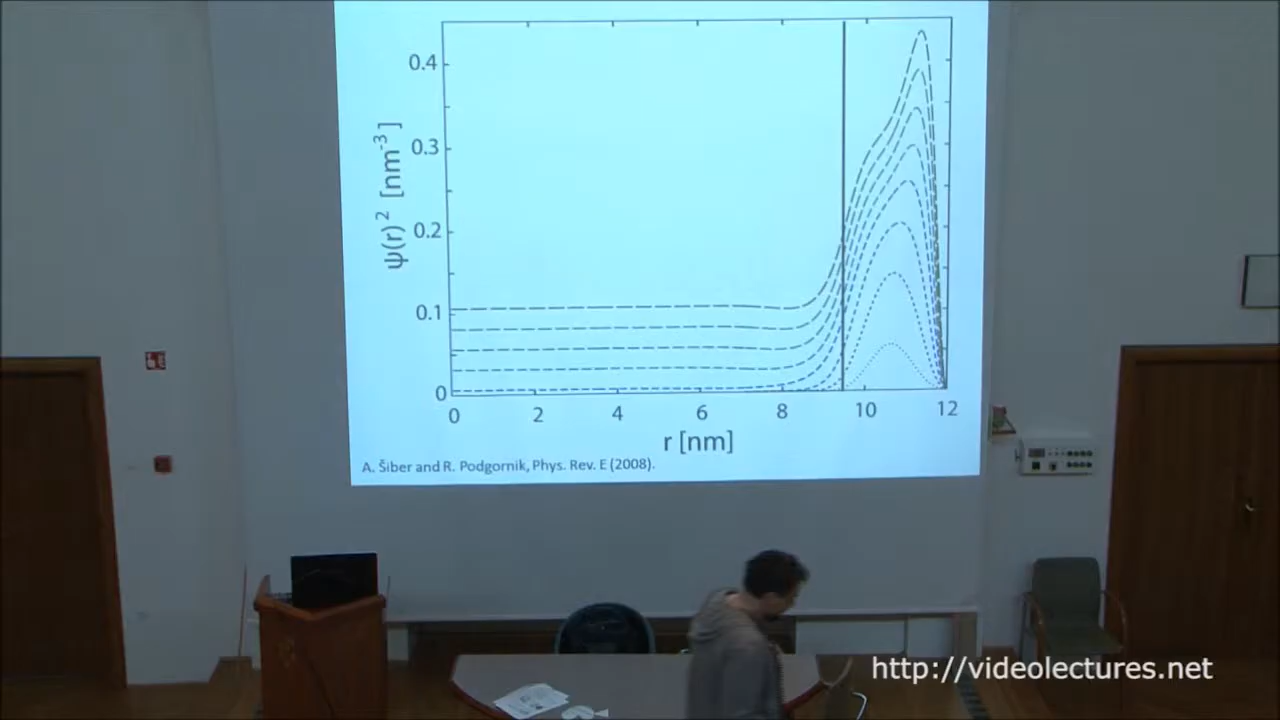 0.4
0.3
0.2
0.1
0
ψ(r)² [nm⁻³]
0 2 4 6 8 10 12
r [nm]
A. Šiber and R. Podgornik, Phys. Rev. E (2008).
http://videolectures.net